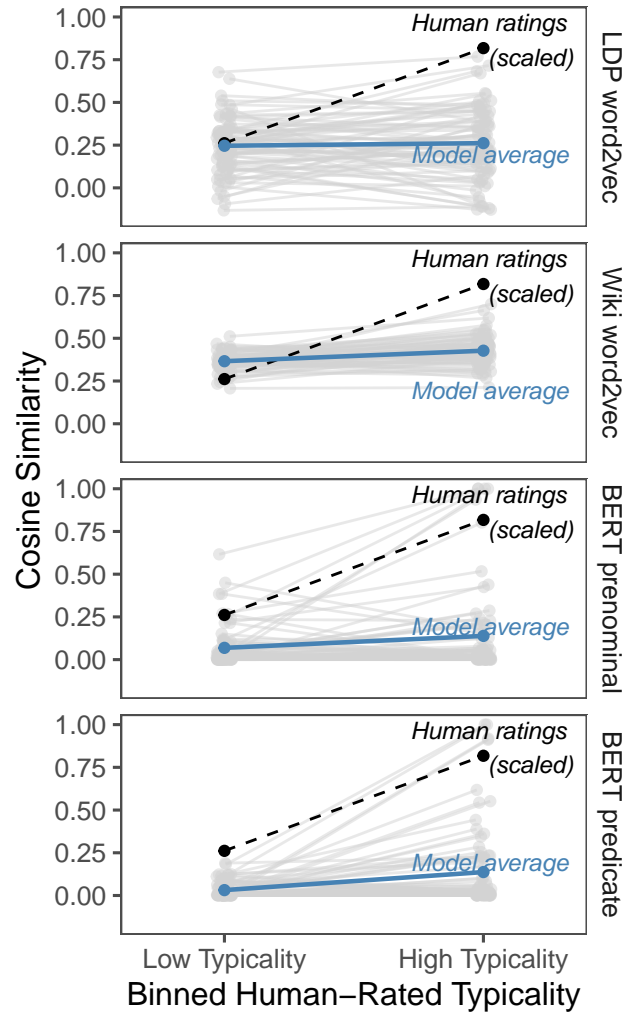 Cosine Similarity
1.00
0.75
0.50
0.25
0.00
Human ratings
(scaled)
Model average
LDP word2vec
1.00
0.75
0.50
0.25
0.00
Human ratings
(scaled)
Model average
Wiki word2vec
1.00
0.75
0.50
0.25
0.00
Human ratings
(scaled)
Model average
BERT prenominal
1.00
0.75
0.50
0.25
0.00
Human ratings
(scaled)
Model average
BERT predicate
Low Typicality
High Typicality
Binned Human−Rated Typicality